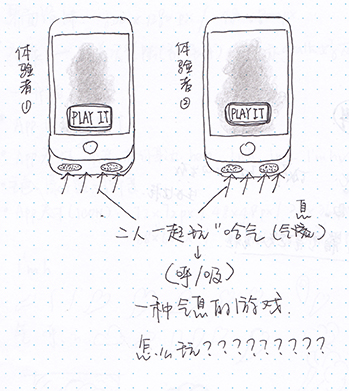 体验者①
体验者②
PLAY IT
PLAY IT
二人一起玩"哈气(气息)
(呼/吸)
一种气息的游戏.
怎么玩?????????